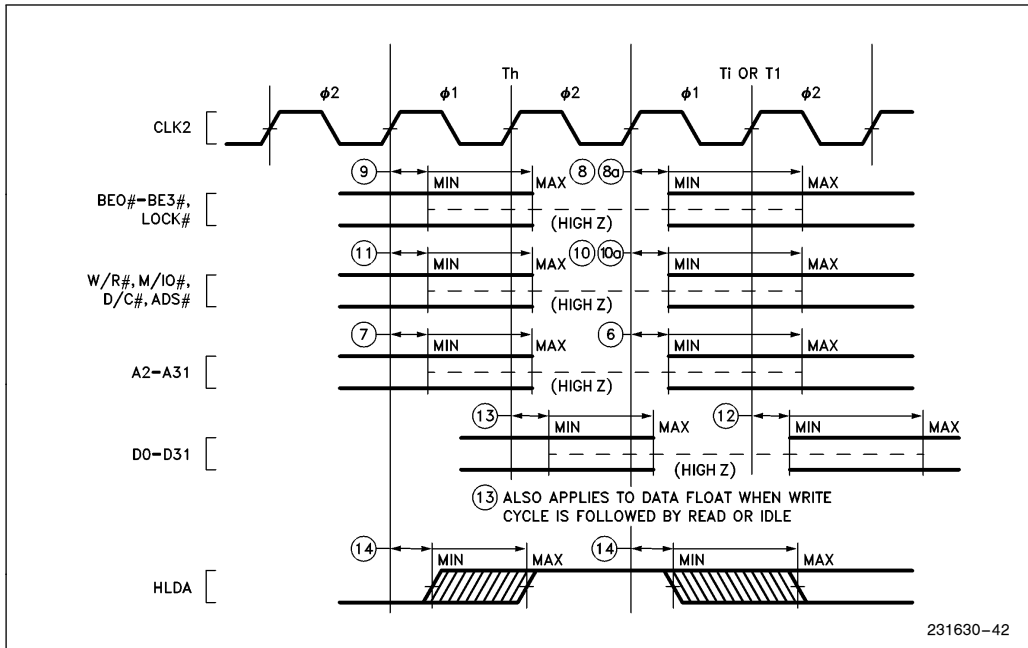 Th Ti OR T1
ϕ2 ϕ1 ϕ2 ϕ1 ϕ2
CLK2
9 MIN MAX 8 8a MIN MAX
BE0#–BE3#,
LOCK#
(HIGH Z)
11 MIN MAX 10 10a MIN MAX
W/R#, M/IO#,
D/C#, ADS#
(HIGH Z)
7 MIN MAX 6 MIN MAX
A2–A31
(HIGH Z)
13 MIN MAX 12 MIN MAX
D0–D31
(HIGH Z)
13 ALSO APPLIES TO DATA FLOAT WHEN WRITE
CYCLE IS FOLLOWED BY READ OR IDLE
14 MIN MAX 14 MIN MAX
HLDA
231630–42